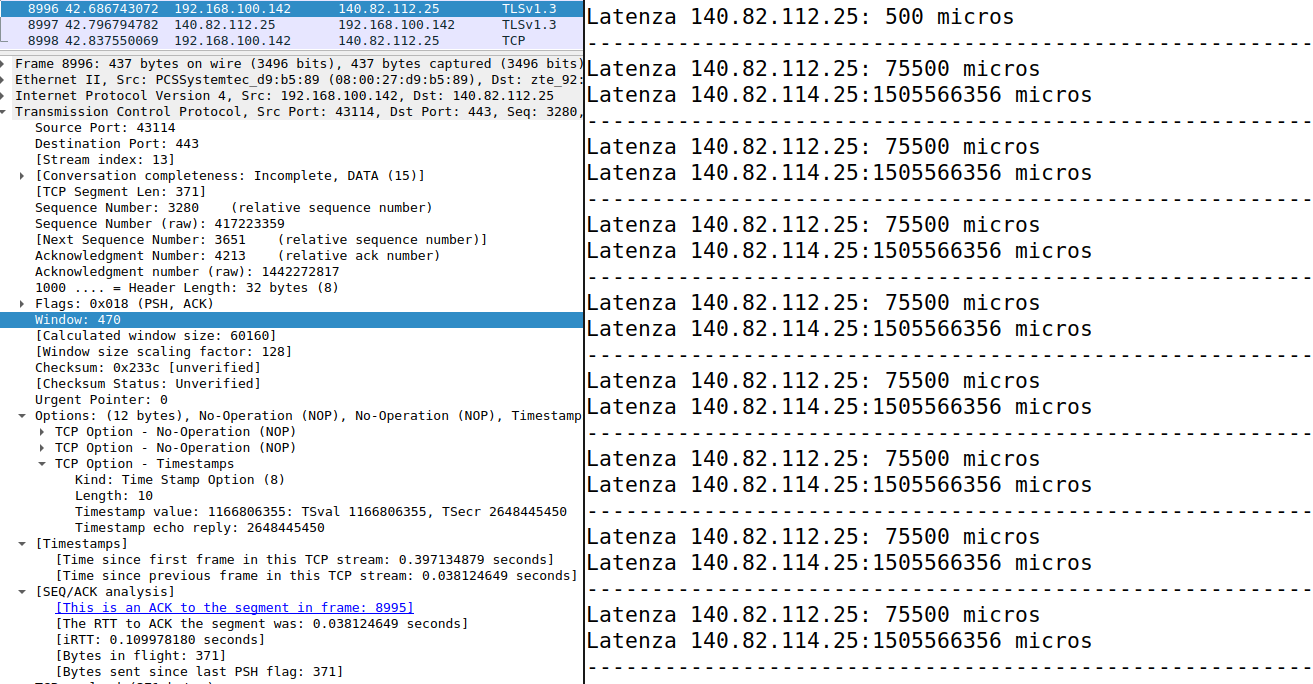 8996 42.686743072 192.168.100.142 140.82.112.25 TLSv1.3
8997 42.796794782 140.82.112.25 192.168.100.142 TLSv1.3
8998 42.837550069 192.168.100.142 140.82.112.25 TCP
Frame 8996: 437 bytes on wire (3496 bits), 437 bytes captured (3496 bits)
Ethernet II, Src: PCSSystemtec_d9:b5:89 (08:00:27:d9:b5:89), Dst: zte_92:
Internet Protocol Version 4, Src: 192.168.100.142, Dst: 140.82.112.25
Transmission Control Protocol, Src Port: 43114, Dst Port: 443, Seq: 3280,
Source Port: 43114
Destination Port: 443
[Stream index: 13]
[Conversation completeness: Incomplete, DATA (15)]
[TCP Segment Len: 371]
Sequence Number: 3280 (relative sequence number)
Sequence Number (raw): 417223359
[Next Sequence Number: 3651 (relative sequence number)]
Acknowledgment Number: 4213 (relative ack number)
Acknowledgment number (raw): 1442272817
1000 .... = Header Length: 32 bytes (8)
Flags: 0x018 (PSH, ACK)
Window: 470
[Calculated window size: 60160]
[Window size scaling factor: 128]
Checksum: 0x233c [unverified]
[Checksum Status: Unverified]
Urgent Pointer: 0
Options: (12 bytes), No-Operation (NOP), No-Operation (NOP), Timestamp
TCP Option - No-Operation (NOP)
TCP Option - No-Operation (NOP)
TCP Option - Timestamps
Kind: Time Stamp Option (8)
Length: 10
Timestamp value: 1166806355: TSval 1166806355, TSecr 2648445450
Timestamp echo reply: 2648445450
[Timestamps]
[Time since first frame in this TCP stream: 0.397134879 seconds]
[Time since previous frame in this TCP stream: 0.038124649 seconds]
[SEQ/ACK analysis]
[This is an ACK to the segment in frame: 8995]
[The RTT to ACK the segment was: 0.038124649 seconds]
[iRTT: 0.109978180 seconds]
[Bytes in flight: 371]
[Bytes sent since last PSH flag: 371]
Latenza 140.82.112.25: 500 micros
--------------------------------------------------------
Latenza 140.82.112.25: 75500 micros
Latenza 140.82.114.25:1505566356 micros
--------------------------------------------------------
Latenza 140.82.112.25: 75500 micros
Latenza 140.82.114.25:1505566356 micros
--------------------------------------------------------
Latenza 140.82.112.25: 75500 micros
Latenza 140.82.114.25:1505566356 micros
--------------------------------------------------------
Latenza 140.82.112.25: 75500 micros
Latenza 140.82.114.25:1505566356 micros
--------------------------------------------------------
Latenza 140.82.112.25: 75500 micros
Latenza 140.82.114.25:1505566356 micros
--------------------------------------------------------
Latenza 140.82.112.25: 75500 micros
Latenza 140.82.114.25:1505566356 micros
--------------------------------------------------------
Latenza 140.82.112.25: 75500 micros
Latenza 140.82.114.25:1505566356 micros
--------------------------------------------------------
Latenza 140.82.112.25: 75500 micros
Latenza 140.82.114.25:1505566356 micros
--------------------------------------------------------